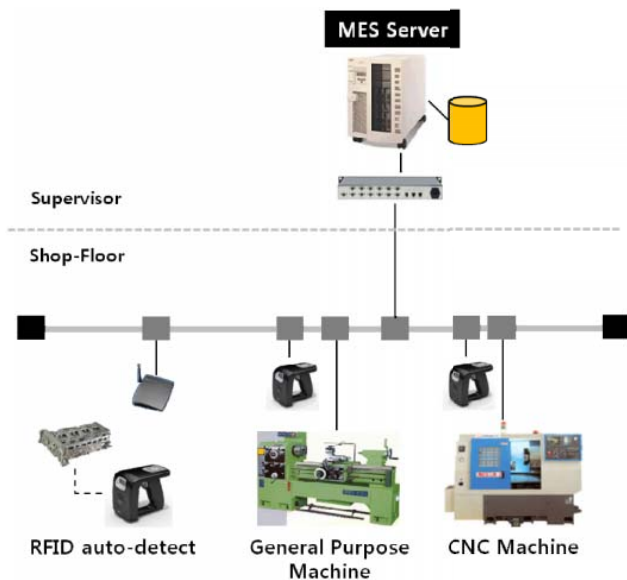 MES Server
Supervisor
Shop-Floor
RFID auto-detect
General Purpose
Machine
CNC Machine